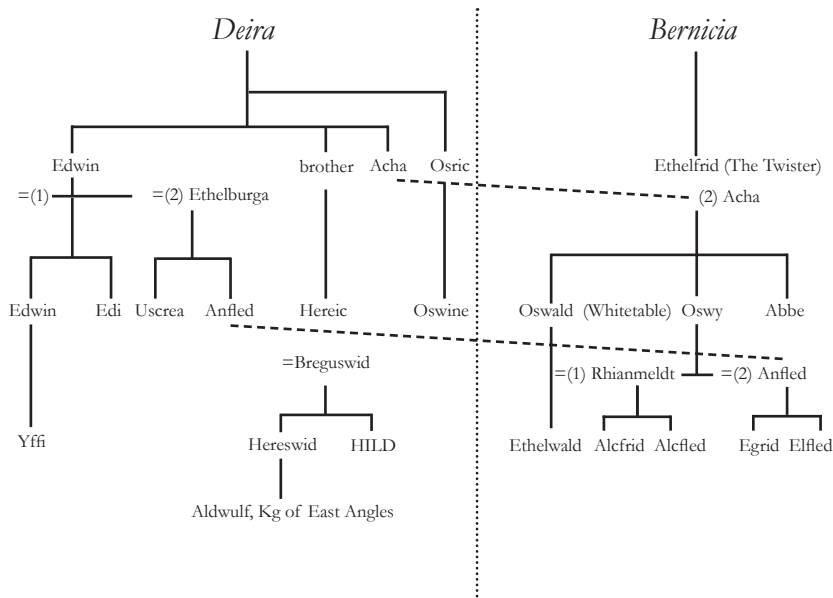 Deira Bernicia
Edwin brother Acha Osric Ethelfrid (The Twister)
=(1) =(2) Ethelburga (2) Acha
Edwin Edi Uscrea Anfled Hereic Oswine Oswald (Whitetable) Oswy Abbe
=Breguswid =(1) Rhianmeldt =(2) Anfled
Yffi Hereswid HILD Ethelwald Alcfrid Alcfled Egrid Elfled
Aldwulf, Kg of East Angles